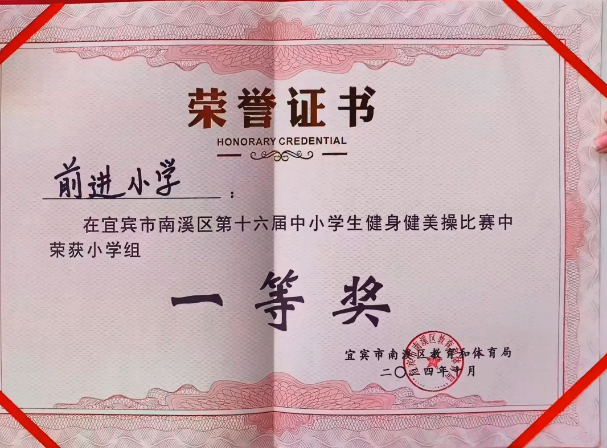 荣誉证书
HONORARY CREDENTIAL
前进小学：
在宜宾市南溪区第十六届中小学生健身健美操比赛中
荣获小学组
一等奖
宜宾市南溪区教育和体育局
二〇二四年十月